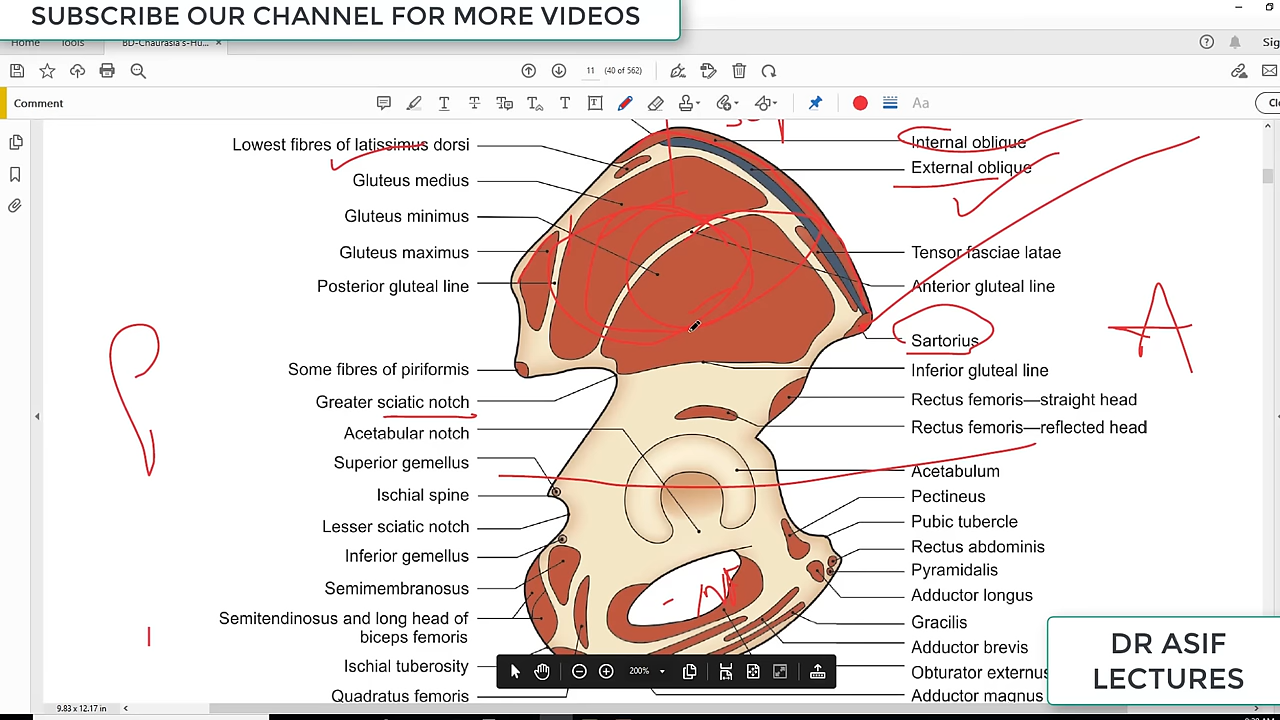 SUBSCRIBE OUR CHANNEL FOR MORE VIDEOS
Home Tools BD-Chaurasia's-Hu... × Sig
11 (40 of 562)
Comment
Aa
Lowest fibres of latissimus dorsi
Gluteus medius
Gluteus minimus
Gluteus maximus
Posterior gluteal line
Some fibres of piriformis
Greater sciatic notch
Acetabular notch
Superior gemellus
Ischial spine
Lesser sciatic notch
Inferior gemellus
Semimembranosus
Semitendinosus and long head of
biceps femoris
Ischial tuberosity
Quadratus femoris
Internal oblique
External oblique
Tensor fasciae latae
Anterior gluteal line
Sartorius
Inferior gluteal line
Rectus femoris—straight head
Rectus femoris—reflected head
Acetabulum
Pectineus
Pubic tubercle
Rectus abdominis
Pyramidalis
Adductor longus
Gracilis
Adductor brevis
Obturator externus
Adductor magnus
P
A
200%
DR ASIF
LECTURES
9.83 x 12.17 in